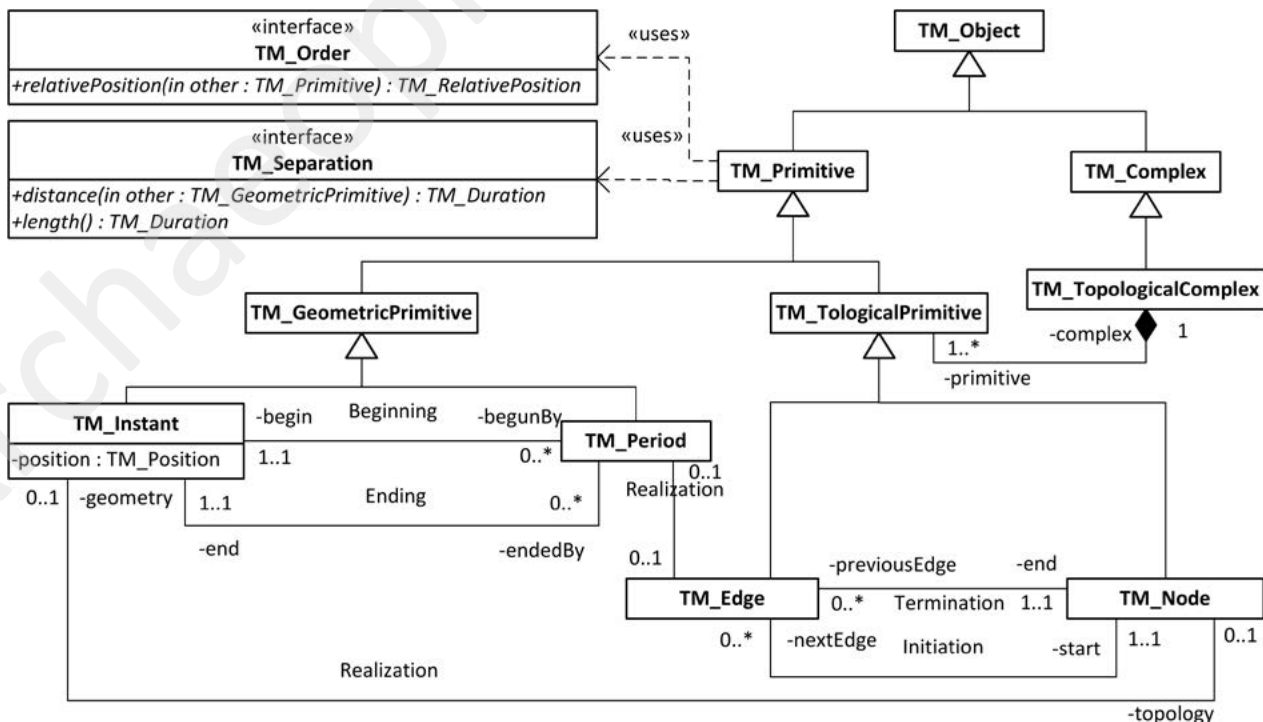 «interface»
TM_Order
+relativePosition(in other : TM_Primitive) : TM_RelativePosition
«uses»
TM_Object
«interface»
TM_Separation
+distance(in other : TM_GeometricPrimitive) : TM_Duration
+length() : TM_Duration
«uses»
TM_Primitive
TM_Complex
TM_GeometricPrimitive
TM_TologicalPrimitive
TM_TopologicalComplex
1..*
-primitive
-complex
1
TM_Instant
-position : TM_Position
-begin
Beginning
-begunBy
1..1
0..*
TM_Period
0..1
-geometry
1..1
Ending
0..*
-end
-endedBy
0..1
Realization
0..1
TM_Edge
-previousEdge
-end
0..*
Termination
1..1
TM_Node
0..*
-nextEdge
Initiation
-start
1..1
0..1
Realization
-topology